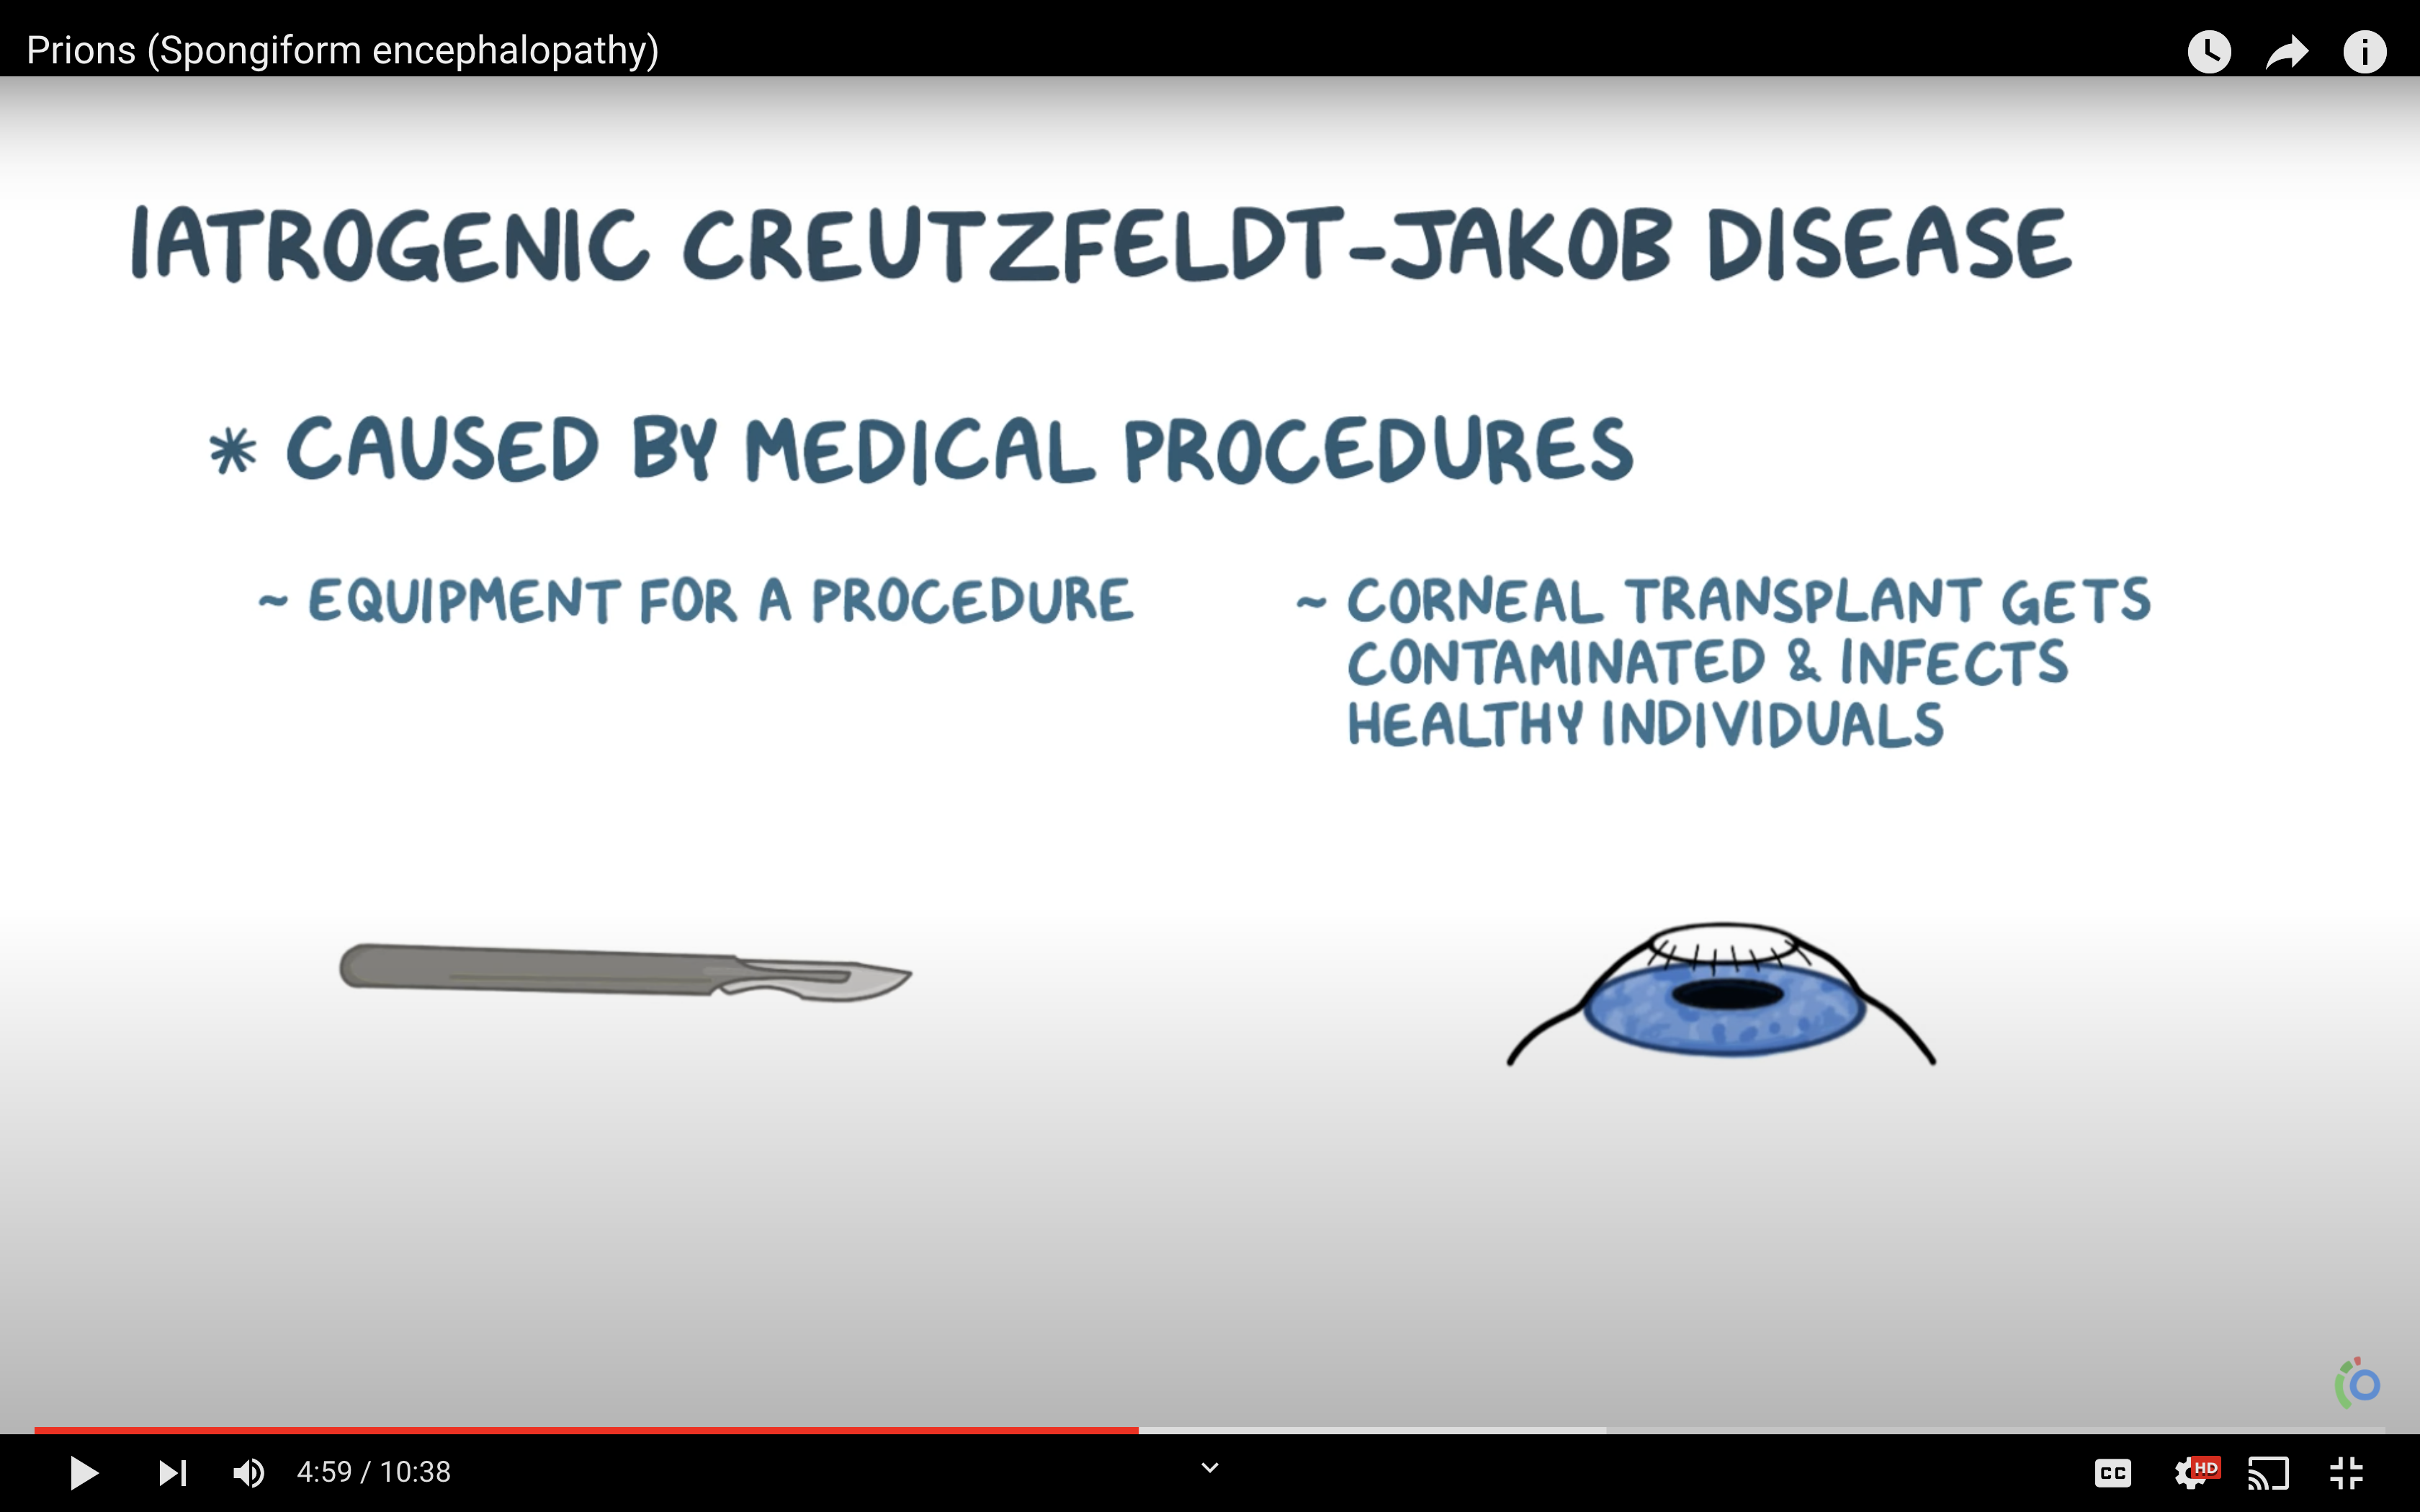 Prions (Spongiform encephalopathy)
IATROGENIC CREUTZFELDT-JAKOB DISEASE
* CAUSED BY MEDICAL PROCEDURES
~ EQUIPMENT FOR A PROCEDURE
~ CORNEAL TRANSPLANT GETS
CONTAMINATED & INFECTS
HEALTHY INDIVIDUALS
4:59 / 10:38
CC
HD